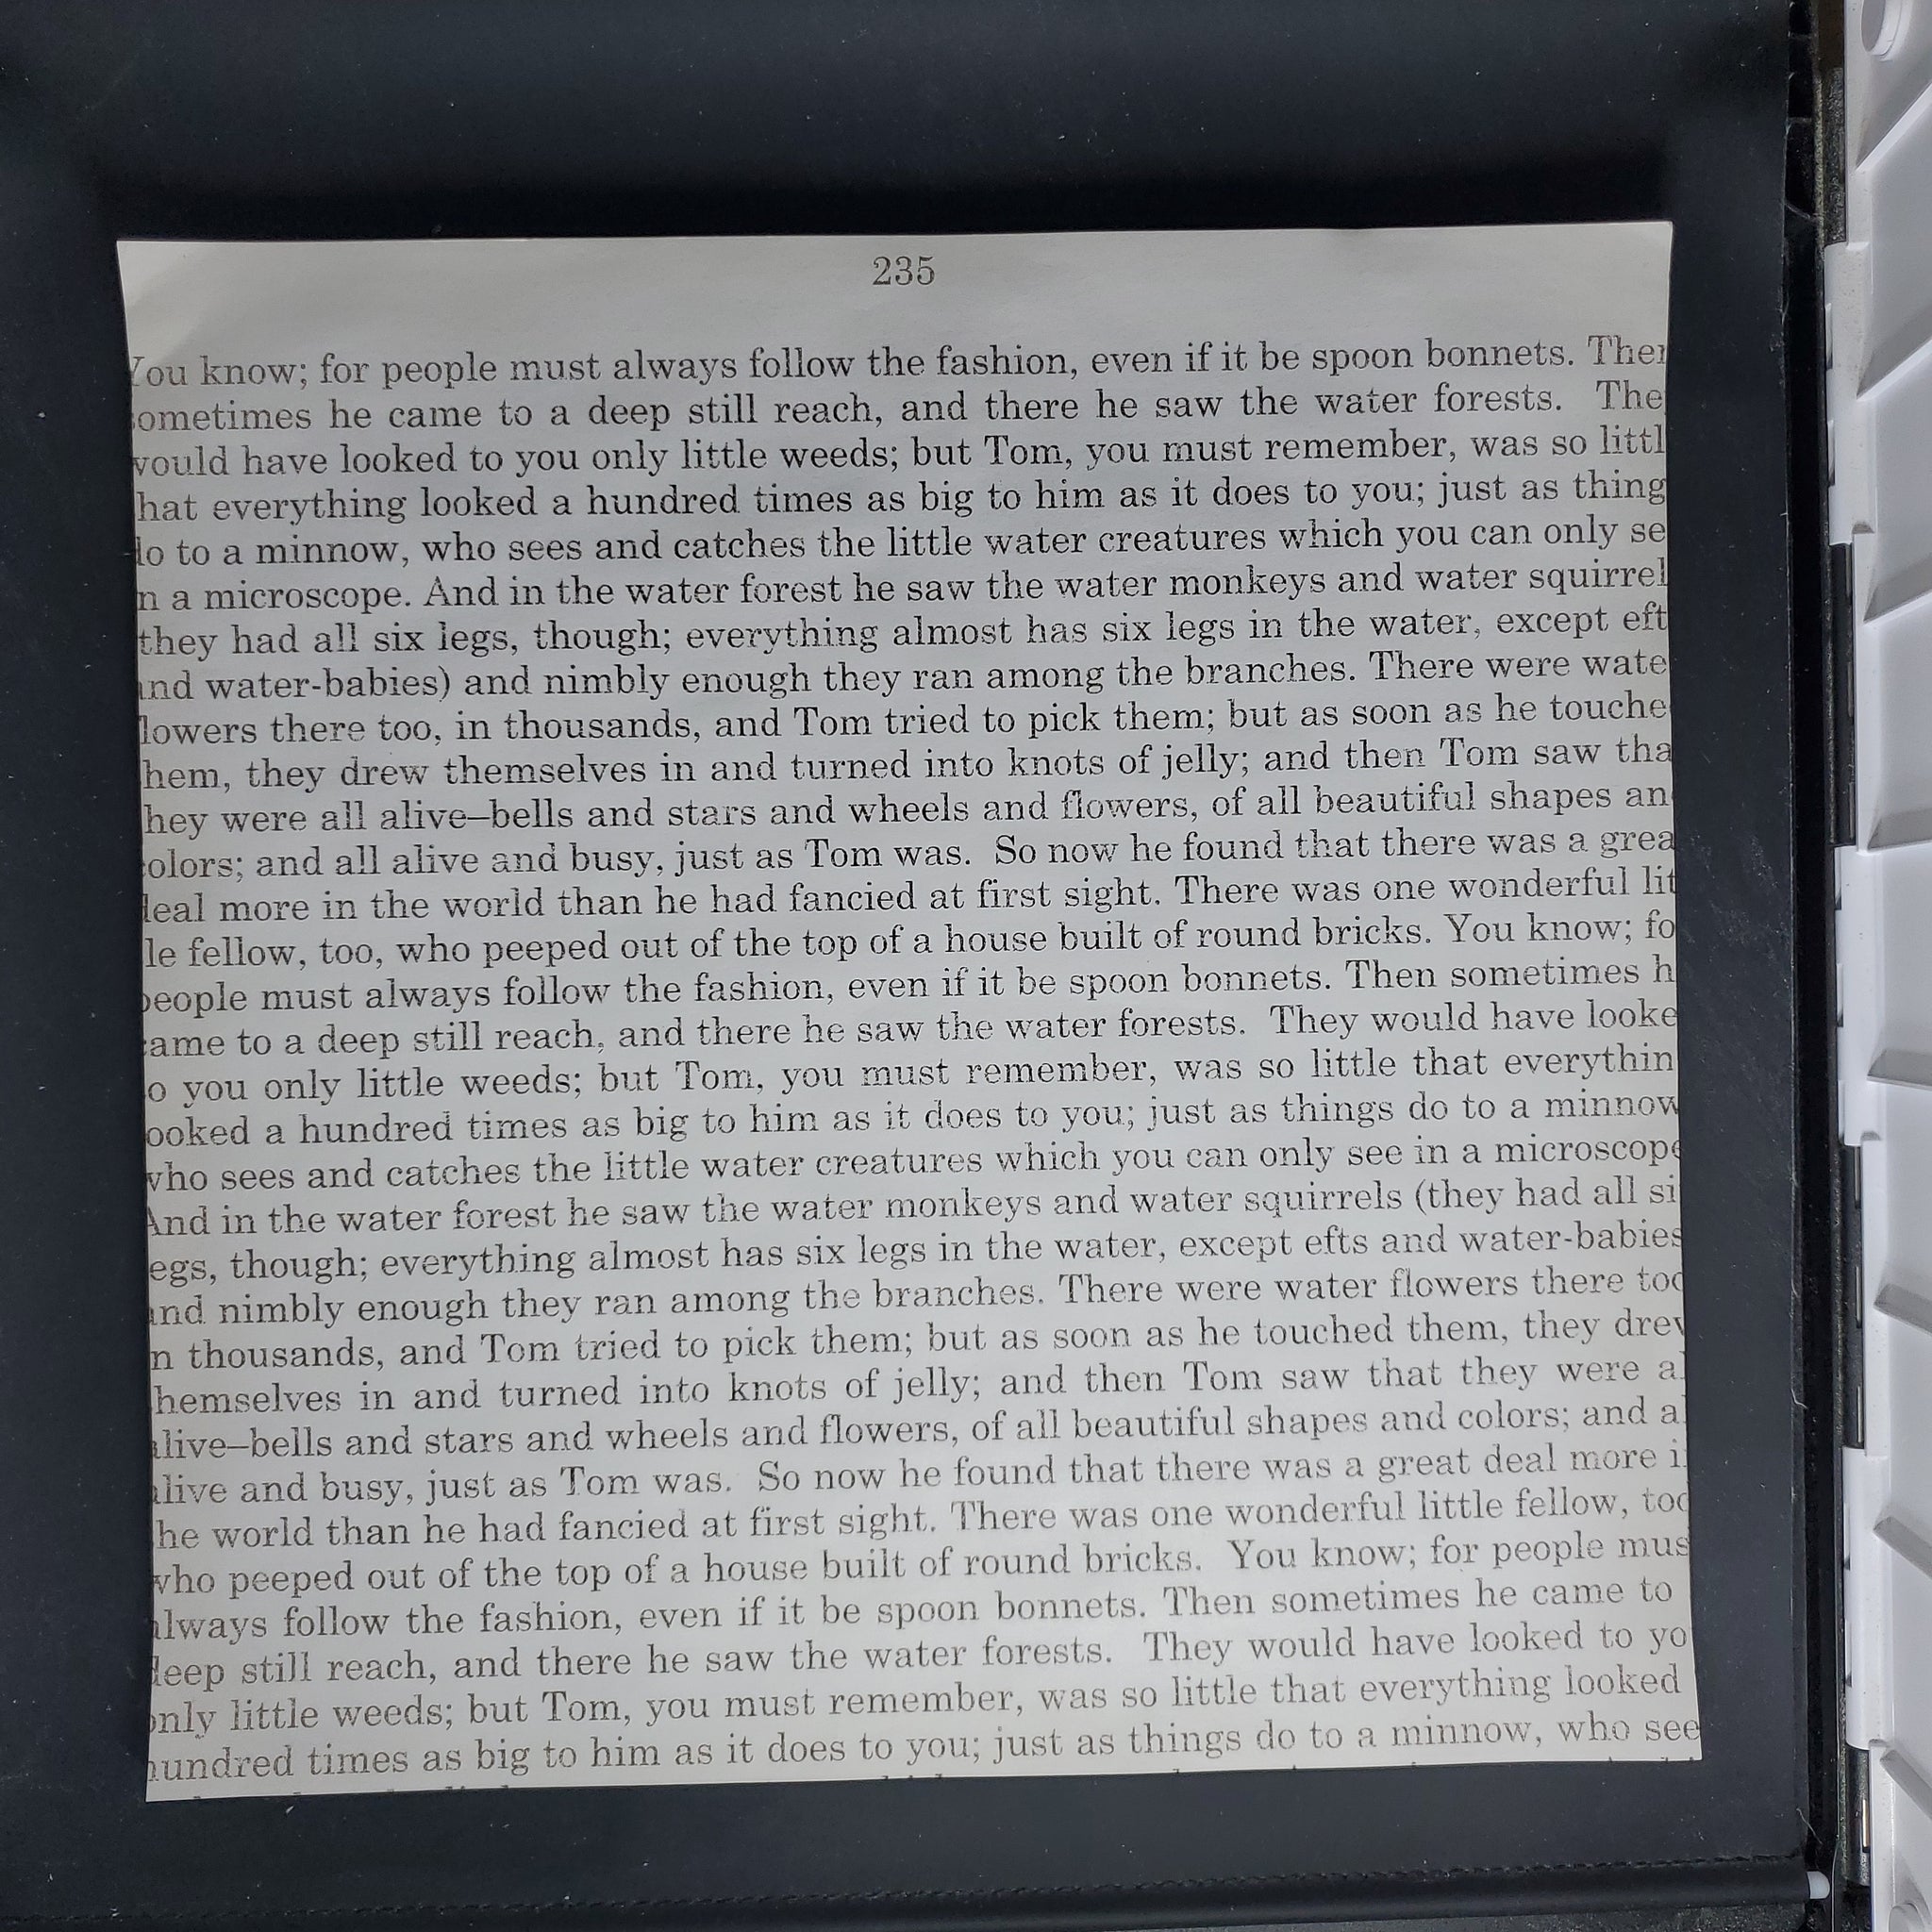 235
You know; for people must always follow the fashion, even if it be spoon bonnets. Then
sometimes he came to a deep still reach, and there he saw the water forests. The
would have looked to you only little weeds; but Tom, you must remember, was so littl
hat everything looked a hundred times as big to him as it does to you; just as thing
do to a minnow, who sees and catches the little water creatures which you can only se
n a microscope. And in the water forest he saw the water monkeys and water squirrel
they had all six legs, though; everything almost has six legs in the water, except eft
and water-babies) and nimbly enough they ran among the branches. There were wate
lowers there too, in thousands, and Tom tried to pick them; but as soon as he touche
hem, they drew themselves in and turned into knots of jelly; and then Tom saw tha
hey were all alive–bells and stars and wheels and flowers, of all beautiful shapes an
colors; and all alive and busy, just as Tom was. So now he found that there was a grea
deal more in the world than he had fancied at first sight. There was one wonderful lit
le fellow, too, who peeped out of the top of a house built of round bricks. You know; fo
people must always follow the fashion, even if it be spoon bonnets. Then sometimes h
came to a deep still reach, and there he saw the water forests. They would have looke
o you only little weeds; but Tom, you must remember, was so little that everythin
ooked a hundred times as big to him as it does to you; just as things do to a minnow
who sees and catches the little water creatures which you can only see in a microscope
And in the water forest he saw the water monkeys and water squirrels (they had all si
egs, though; everything almost has six legs in the water, except efts and water-babies
and nimbly enough they ran among the branches. There were water flowers there too
n thousands, and Tom tried to pick them; but as soon as he touched them, they drew
hemselves in and turned into knots of jelly; and then Tom saw that they were al
alive–bells and stars and wheels and flowers, of all beautiful shapes and colors; and al
alive and busy, just as Tom was. So now he found that there was a great deal more i
he world than he had fancied at first sight. There was one wonderful little fellow, too
who peeped out of the top of a house built of round bricks. You know; for people mus
always follow the fashion, even if it be spoon bonnets. Then sometimes he came to
deep still reach, and there he saw the water forests. They would have looked to yo
only little weeds; but Tom, you must remember, was so little that everything looked
hundred times as big to him as it does to you; just as things do to a minnow, who see